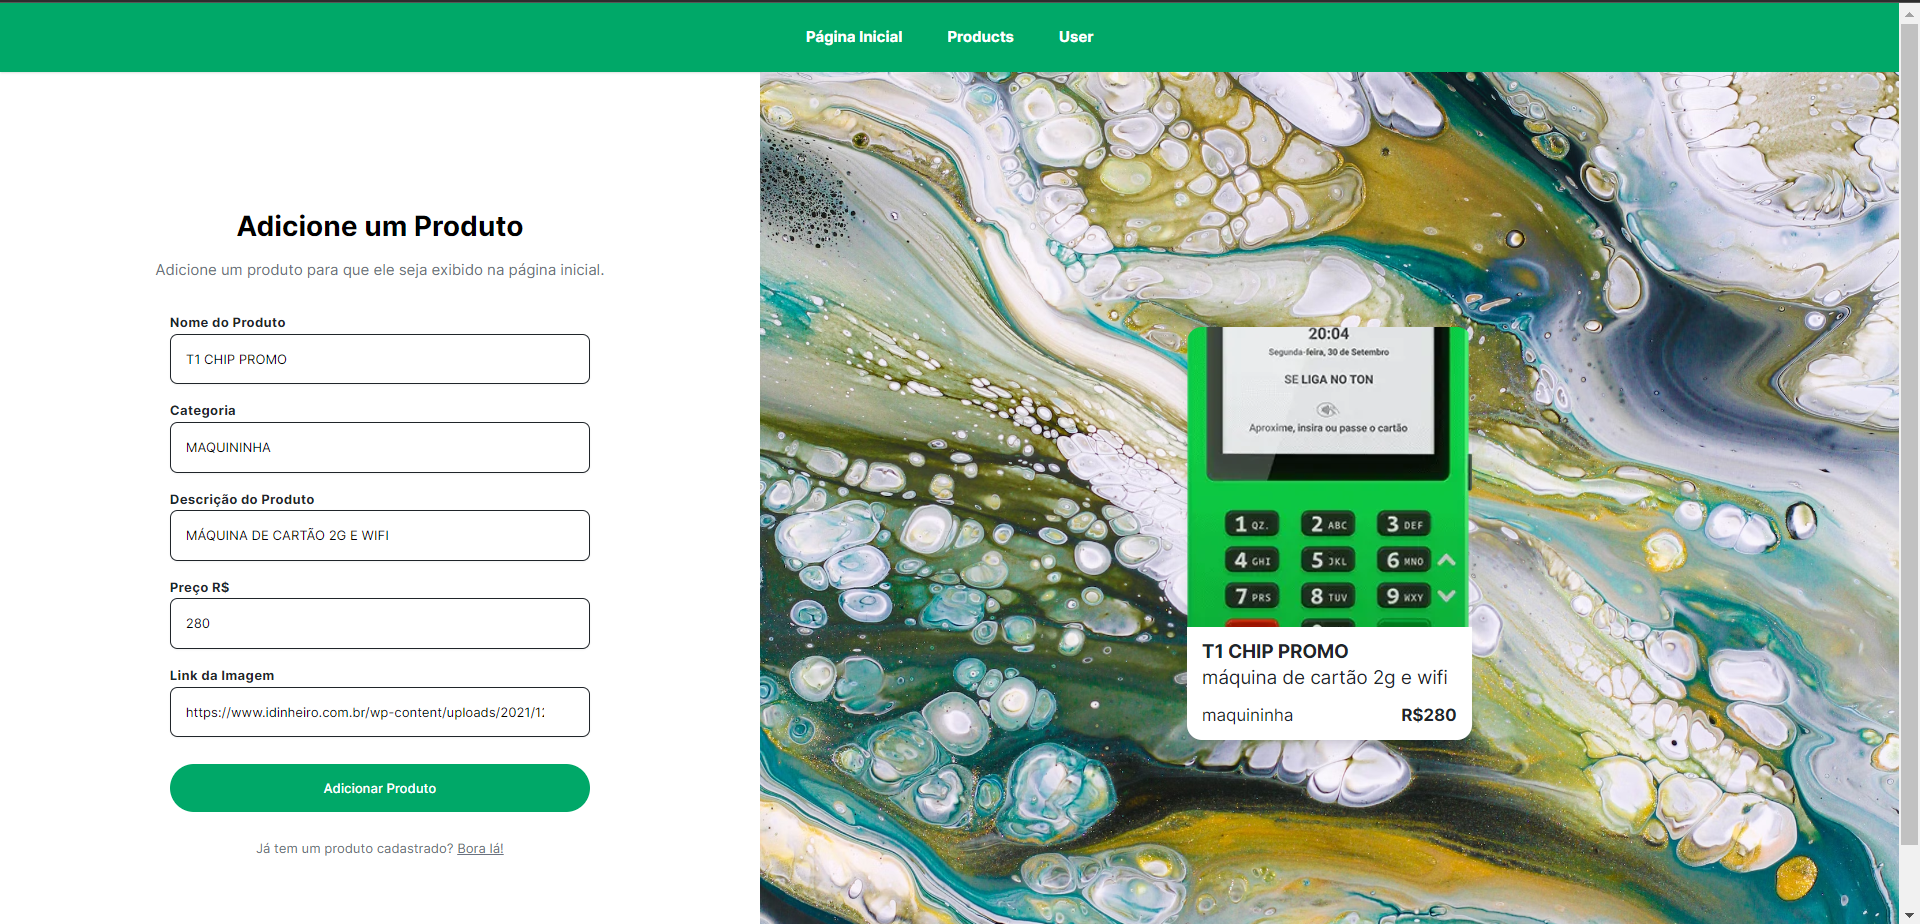 Página Inicial Products User
Adicione um Produto
Adicione um produto para que ele seja exibido na página inicial.
Nome do Produto
T1 CHIP PROMO
Categoria
MAQUININHA
Descrição do Produto
MÁQUINA DE CARTÃO 2G E WIFI
Preço R$
280
Link da Imagem
https://www.idinheiro.com.br/wp-content/uploads/2021/12
Adicionar Produto
Já tem um produto cadastrado? Bora lá!
20:04
Segunda-feira, 30 de Setembro
SE LIGA NO TON
Aproxime, insira ou passe o cartão
1 QZ. 2 ABC 3 DEF
4 GHI 5 JKL 6 MNO
7 PRS 8 TUV 9 WXY
T1 CHIP PROMO
máquina de cartão 2g e wifi
maquininha R$280